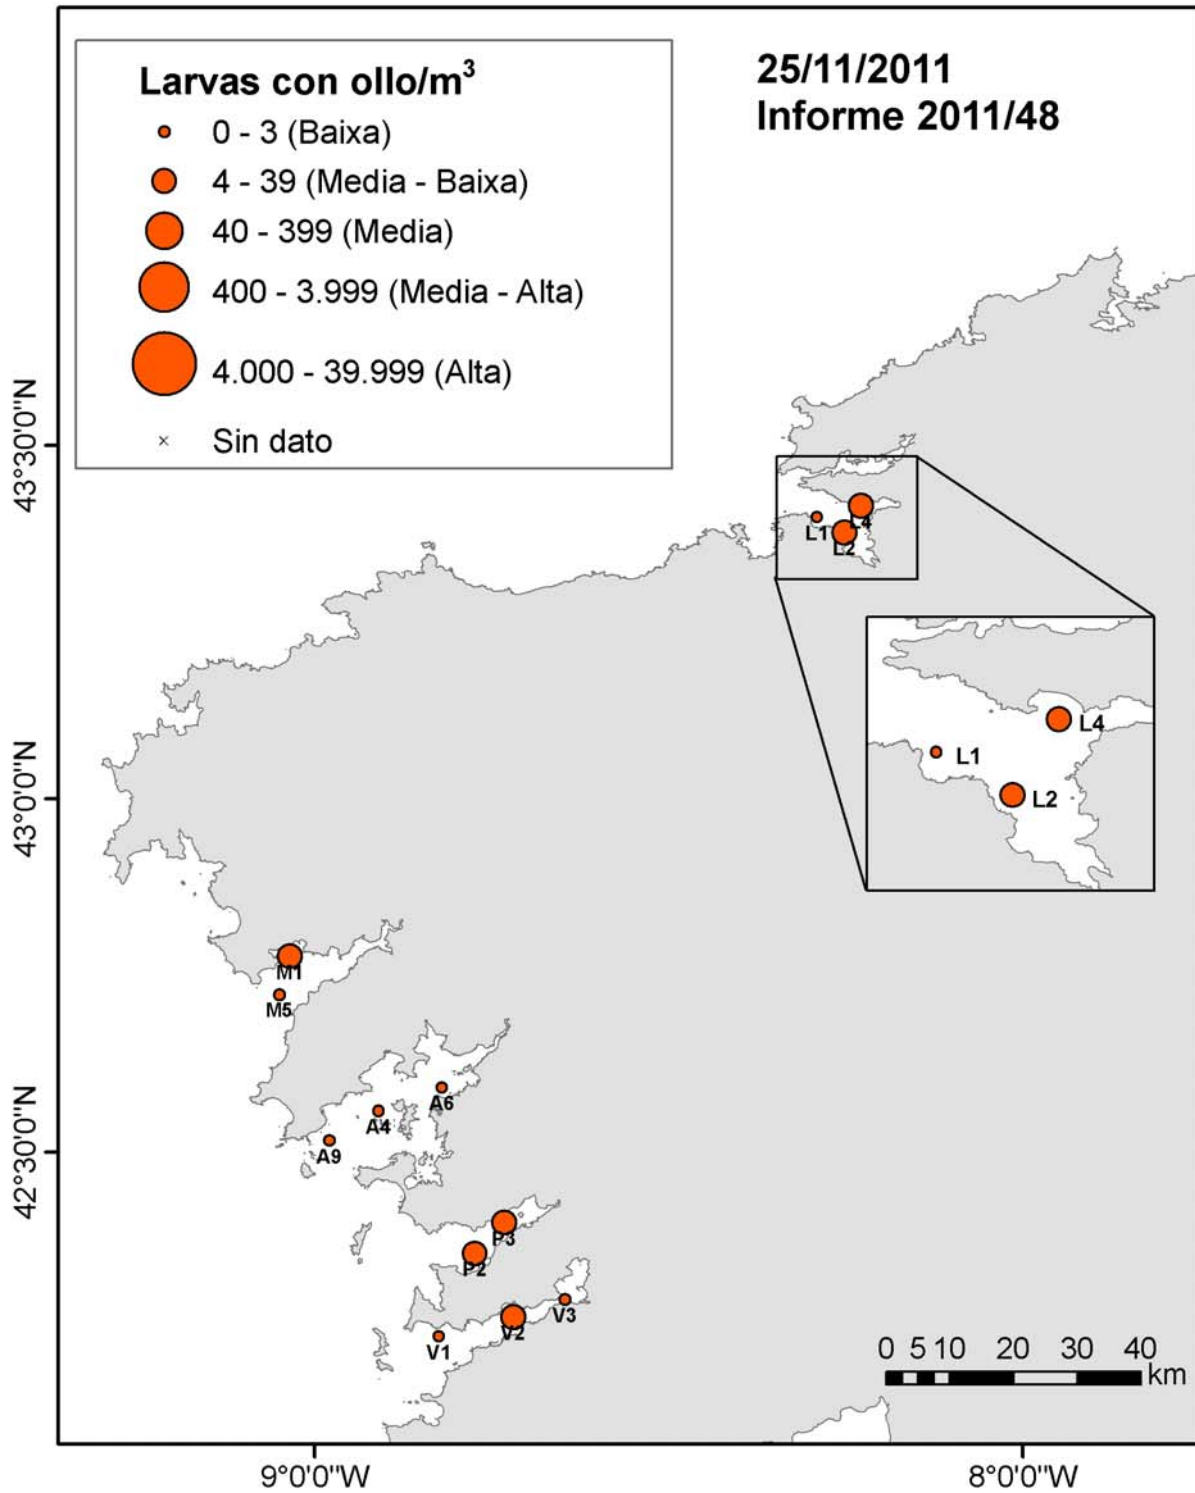 Larvas con ollo/m³
0 - 3 (Baixa)
4 - 39 (Media - Baixa)
40 - 399 (Media)
400 - 3.999 (Media - Alta)
4.000 - 39.999 (Alta)
Sin dato
25/11/2011
Informe 2011/48
43°30'0"N
L4
L1
L2
L4
L1
L2
43°0'0"N
M1
M5
A6
A4
A9
42°30'0"N
P3
P2
V3
V2
V1
0 5 10 20 30 40
km
9°0'0"W
8°0'0"W